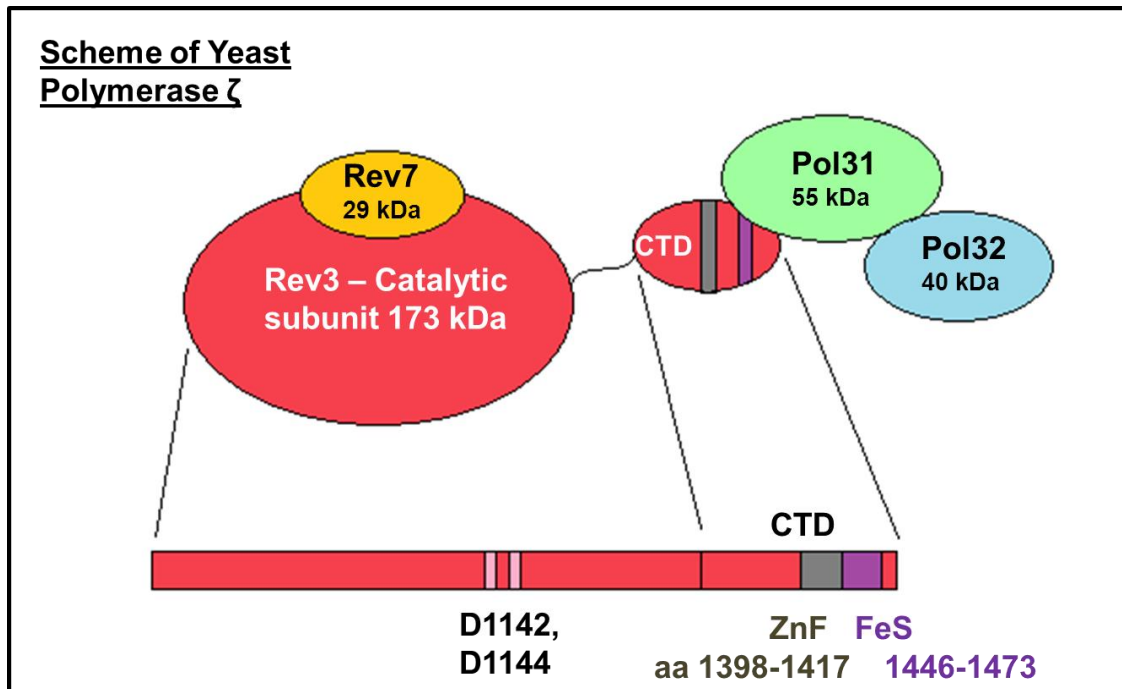 Scheme of Yeast
Polymerase ζ
Rev7
29 kDa
Rev3 – Catalytic
subunit 173 kDa
CTD
Pol31
55 kDa
Pol32
40 kDa
CTD
D1142,
D1144
ZnF FeS
aa 1398-1417 1446-1473